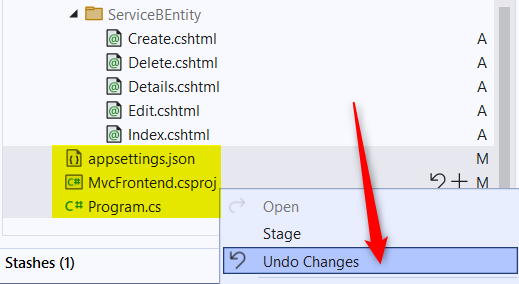 ServiceBEntity
Create.cshtml A
Delete.cshtml A
Details.cshtml A
Edit.cshtml A
Index.cshtml A
appsettings.json M
MvcFrontend.csproj M
Program.cs
Open
Stage
Undo Changes
Stashes (1)